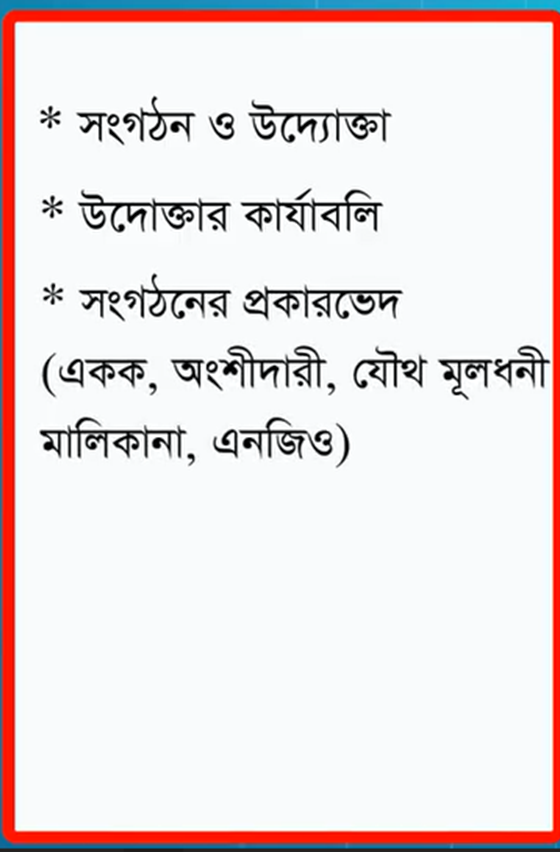 * সংগঠন ও উদ্যোক্তা
* উদোক্তার কার্যাবলি
* সংগঠনের প্রকারভেদ
(একক, অংশীদারী, যৌথ মূলধনী
মালিকানা, এনজিও)